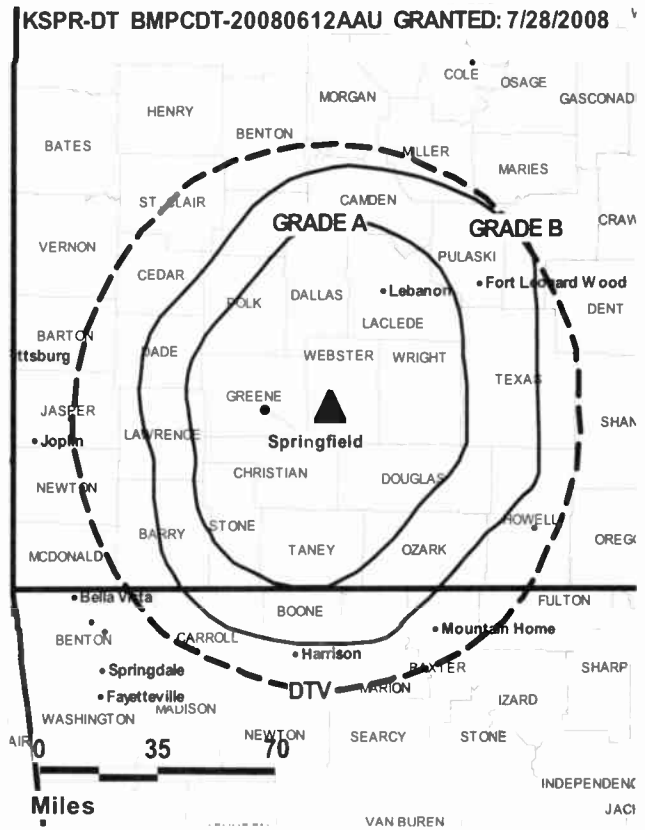 KSPR-DT BMPCDT-20080612AAU GRANTED: 7/28/2008
COLE
OSAGE
MORGAN
GASCONAD
HENRY
BENTON
BATES
MILLER
MARIES
ST. CLAIR
CAMDEN
GRADE A
GRADE B
CRAW
VERNON
PULASKI
CEDAR
Lebanon
Fort Leonard Wood
POLK
DALLAS
DENT
LACLEDE
BARTON
ttsburg
DADE
WEBSTER
WRIGHT
TEXAS
GREENE
JASPER
SHAN
LAWRENCE
Joplin
Springfield
CHRISTIAN
DOUGLAS
NEWTON
STONE
HOWELL
BARRY
OREG
MCDONALD
TANEY
OZARK
Bella Vista
FULTON
BOONE
BENTON
CARROLL
Mountain Home
Harrison
Springdale
BAXTER
SHARP
DTV
MARION
Fayetteville
IZARD
MADISON
WASHINGTON
NEWTON
SEARCY
STONE
AIR
0 35 70
INDEPENDENC
Miles
JACK
VAN BUREN